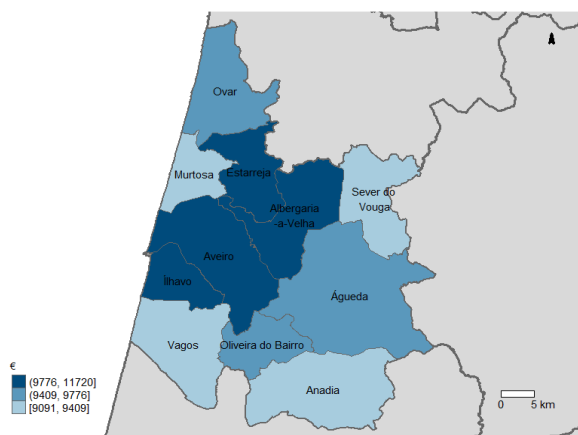 Ovar
Murtosa
Estarreja
Sever do
Vouga
Albergaria
-a-Velha
Aveiro
Ílhavo
Águeda
Vagos
Oliveira do Bairro
Anadia
€
(9776, 11720]
(9409, 9776]
[9091, 9409]
0
5 km